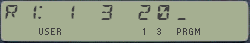 R1: 1 3 20_
USER 1 3 PRGM